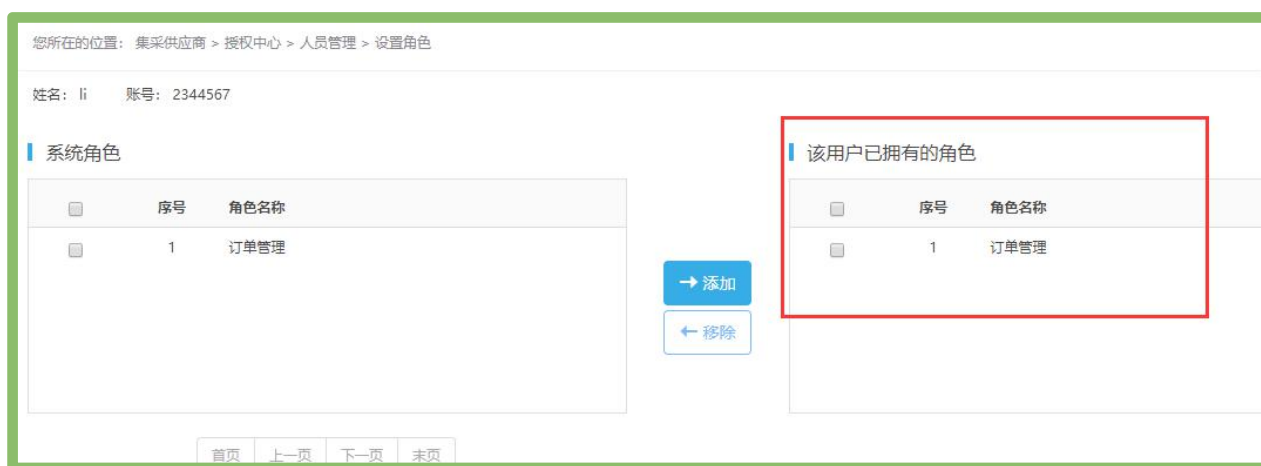 您所在的位置： 集采供应商 > 授权中心 > 人员管理 > 设置角色
姓名： li 账号： 2344567
系统角色
序号 角色名称
1 订单管理
→ 添加
← 移除
该用户已拥有的角色
序号 角色名称
1 订单管理
首页 上一页 下一页 末页